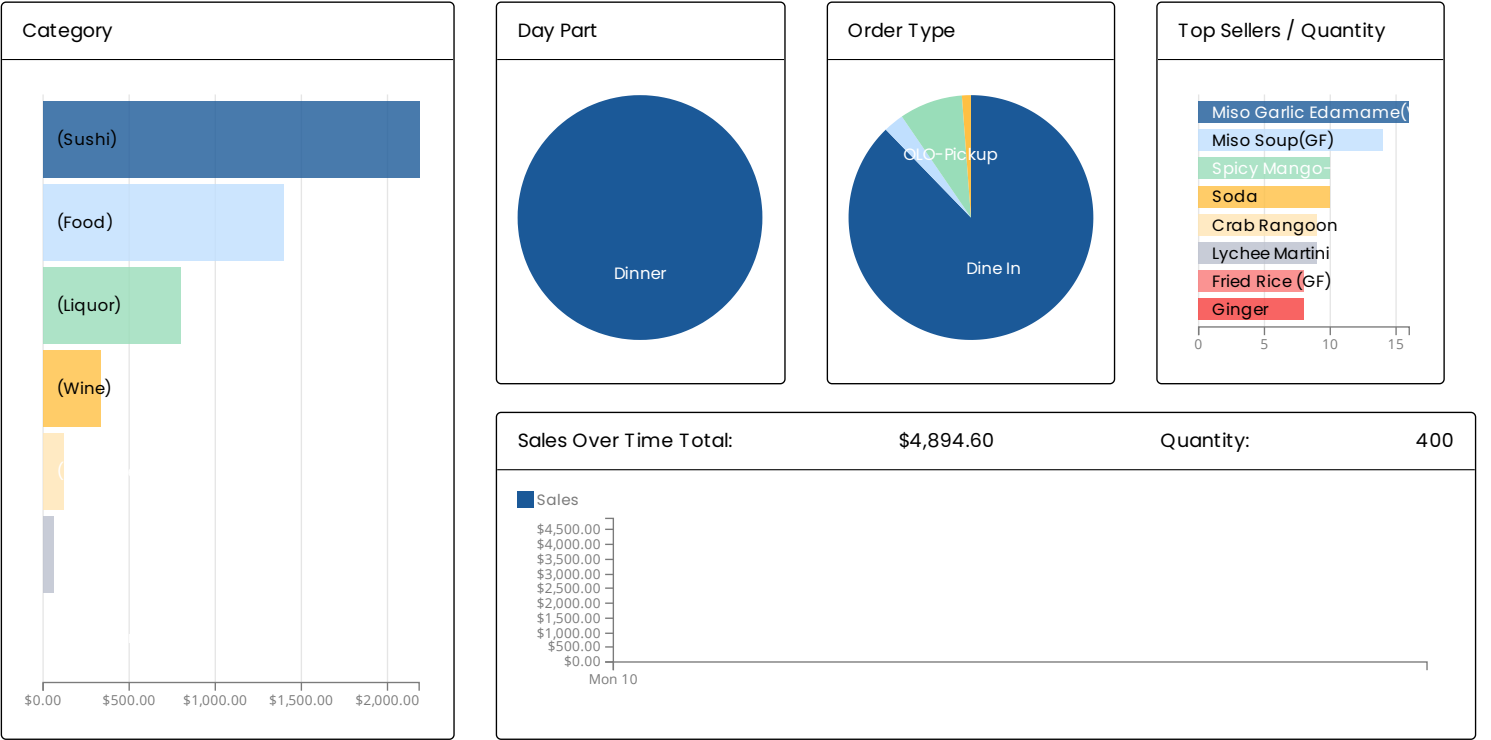 Category
(Sushi)
(Food)
(Liquor)
(Wine)
$0.00 $500.00 $1,000.00 $1,500.00 $2,000.00
Day Part
Dinner
Order Type
OLO-Pickup
Dine In
Top Sellers / Quantity
Miso Garlic Edamame(
Miso Soup(GF)
Spicy Mango-
Soda
Crab Rangoon
Lychee Martini
Fried Rice (GF)
Ginger
0 5 10 15
Sales Over Time Total: $4,894.60 Quantity: 400
Sales
$4,500.00
$4,000.00
$3,500.00
$3,000.00
$2,500.00
$2,000.00
$1,500.00
$1,000.00
$500.00
$0.00
Mon 10